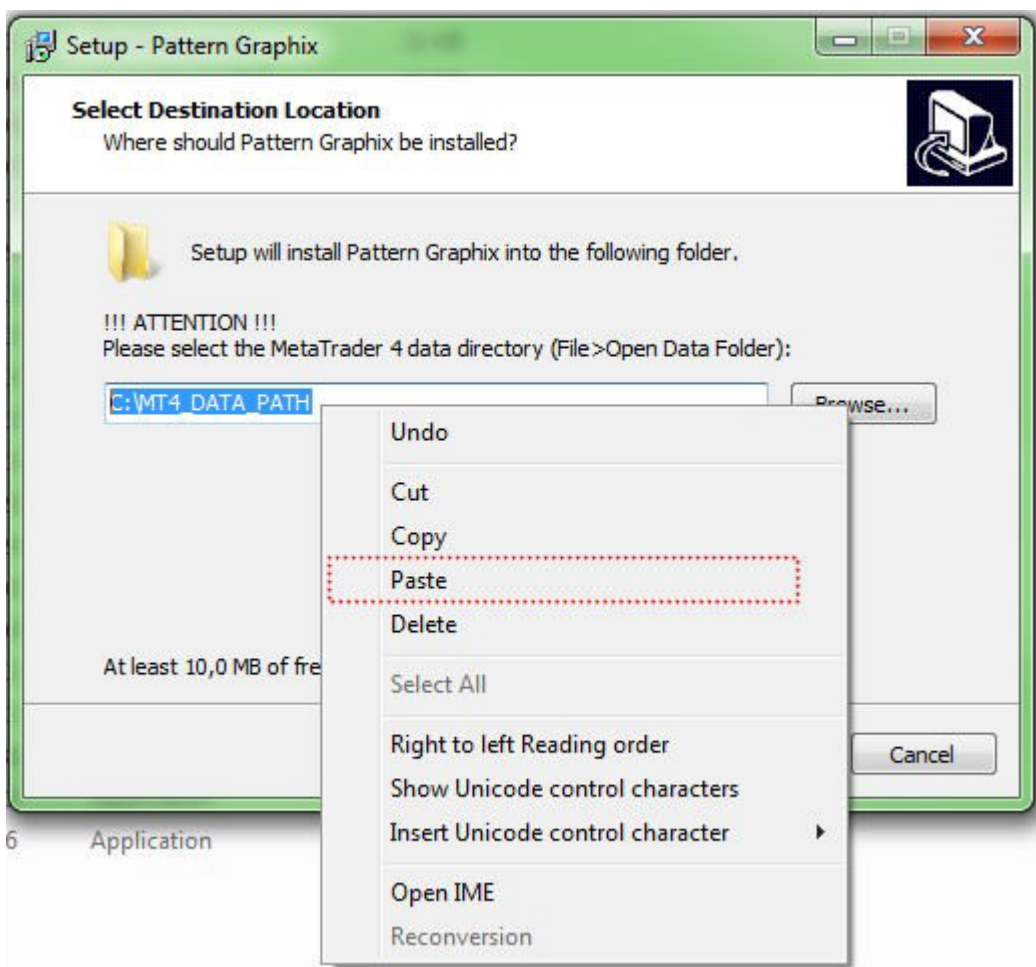 Setup - Pattern Graphix
Select Destination Location
Where should Pattern Graphix be installed?
Setup will install Pattern Graphix into the following folder.
!!! ATTENTION !!!
Please select the MetaTrader 4 data directory (File>Open Data Folder):
C:\MT4_DATA_PATH
Browse...
Undo
Cut
Copy
Paste
Delete
At least 10,0 MB of fre
Select All
Right to left Reading order
Cancel
Show Unicode control characters
Insert Unicode control character
6 Application
Open IME
Reconversion